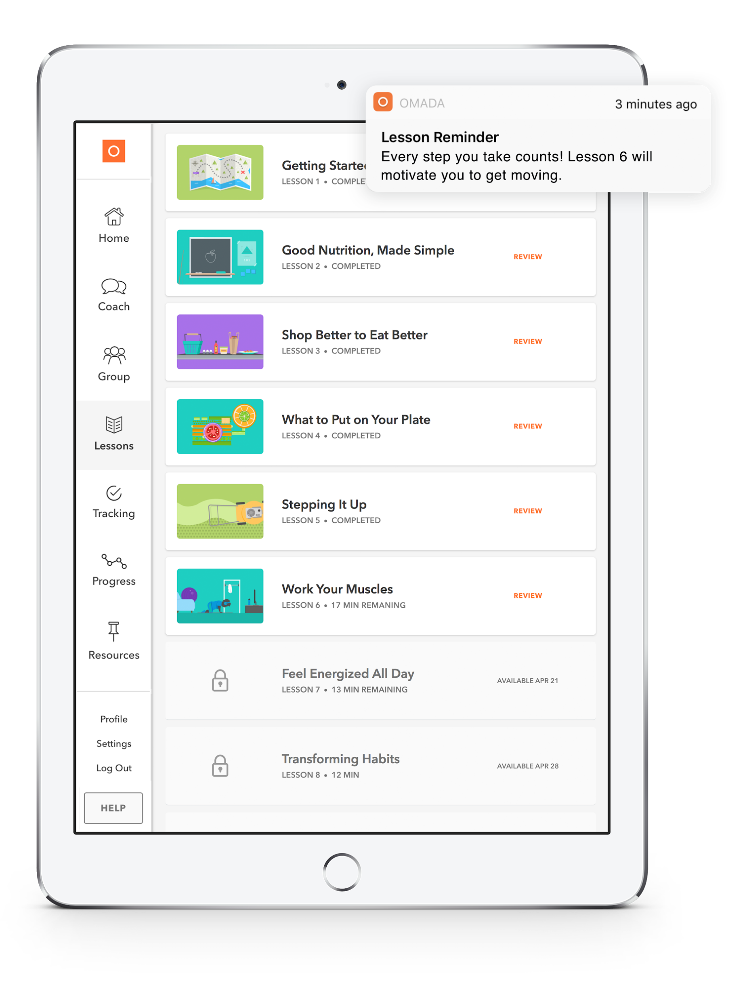 OMADA
3 minutes ago
Lesson Reminder
Every step you take counts! Lesson 6 will
motivate you to get moving.
Home
Coach
Group
Lessons
Tracking
Progress
Resources
Profile
Settings
Log Out
HELP
Getting
LESSON 1 •
Good Nutrition, Made Simple
LESSON 2 • COMPLETED
REVIEW
Shop Better to Eat Better
LESSON 3 • COMPLETED
REVIEW
What to Put on Your Plate
LESSON 4 • COMPLETED
REVIEW
Stepping It Up
LESSON 5 • COMPLETED
REVIEW
Work Your Muscles
LESSON 6 • 17 MIN REMANING
REVIEW
Feel Energized All Day
LESSON 7 • 13 MIN REMAINING
AVAILABLE APR 21
Transforming Habits
LESSON 8 • 12 MIN
AVAILABLE APR 28